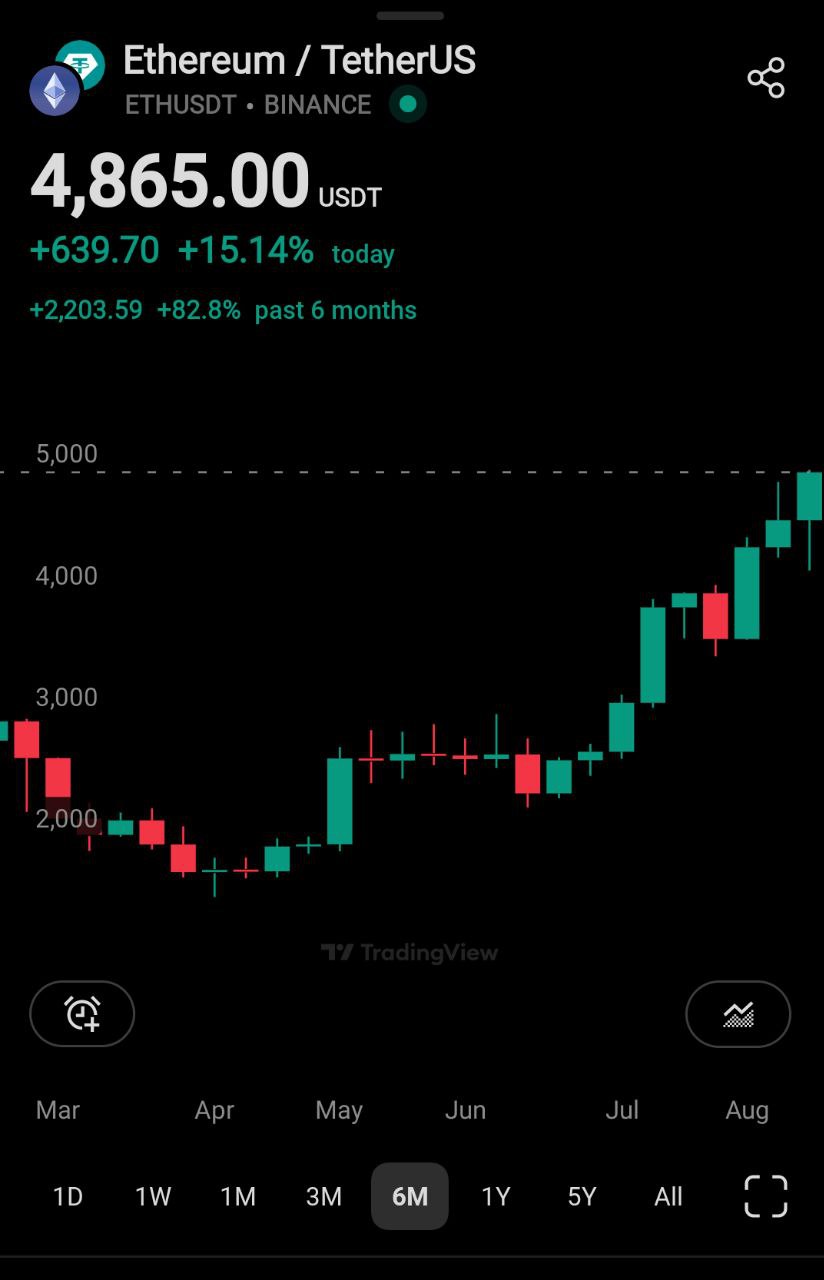 Ethereum / TetherUS
ETHUSDT • BINANCE
4,865.00 USDT
+639.70 +15.14% today
+2,203.59 +82.8% past 6 months
5,000
4,000
3,000
2,000
TradingView
Mar Apr May Jun Jul Aug
1D 1W 1M 3M 6M 1Y 5Y All